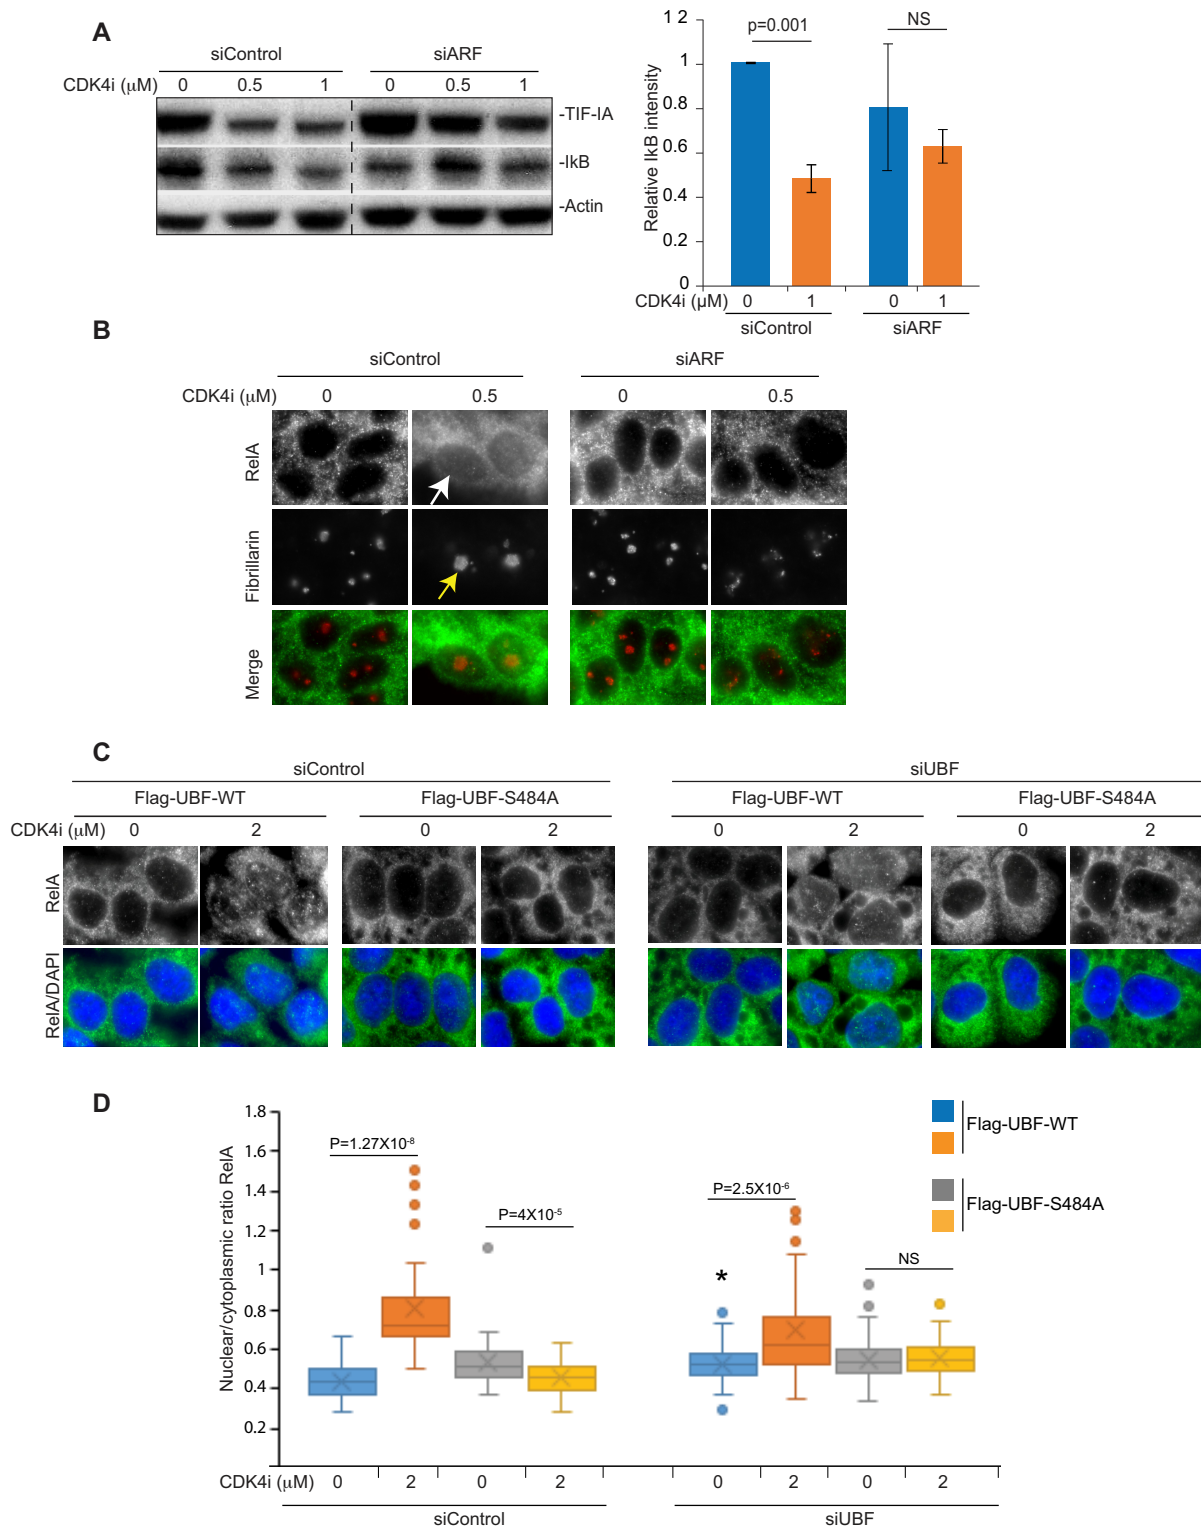 A
siControl
siARF
CDK4i (μM)
0
0.5
1
0
0.5
1
-TIF-IA
-IkB
-Actin
Relative IkB intensity
1 2
1
0.8
0.6
0.4
0.2
0
p=0.001
NS
CDK4i (μM)
0
1
0
1
siControl
siARF
B
siControl
siARF
CDK4i (μM)
0
0.5
0
0.5
RelA
Fibrillarin
Merge
C
siControl
siUBF
Flag-UBF-WT
Flag-UBF-S484A
Flag-UBF-WT
Flag-UBF-S484A
CDK4i (μM)
0
2
0
2
0
2
0
2
RelA
RelA/DAPI
D
Nuclear/cytoplasmic ratio RelA
1.8
1.6
1.4
1.2
1
0.8
0.6
0.4
0.2
P=1.27X10⁻⁸
P=4X10⁻⁵
P=2.5X10⁻⁶
NS
*
Flag-UBF-WT
Flag-UBF-S484A
CDK4i (μM)
0
2
0
2
0
2
0
2
siControl
siUBF